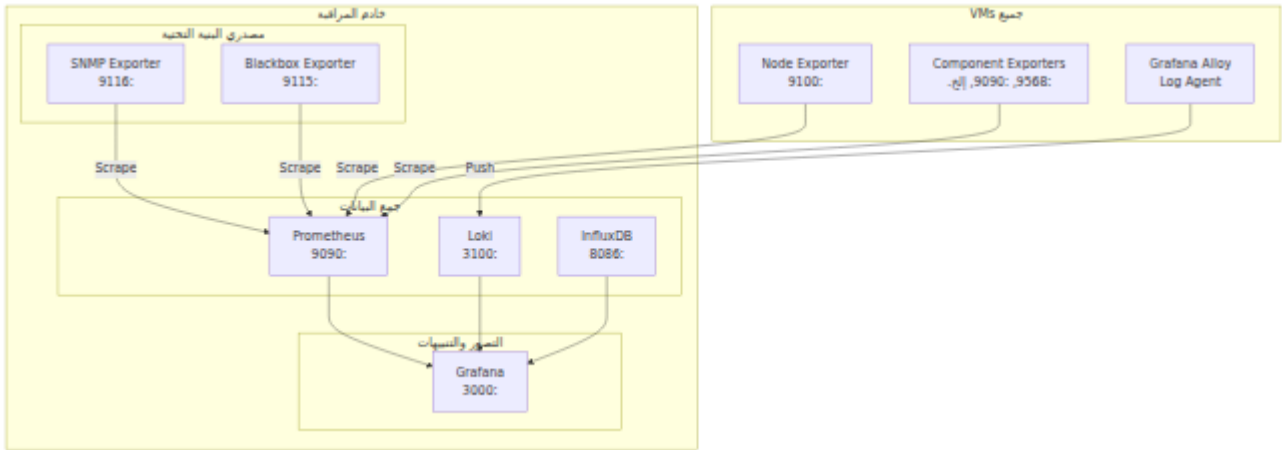 خادم المراقبة
جميع VMs
مصدري البنية التحتية
SNMP Exporter
9116:
Blackbox Exporter
9115:
Node Exporter
9100:
Component Exporters
:9568, :9090, إلخ.
Grafana Alloy
Log Agent
Scrape
Scrape
Scrape
Scrape
Push
جمع البيانات
Prometheus
9090:
Loki
3100:
InfluxDB
8086:
التصور والتنبيهات
Grafana
3000: